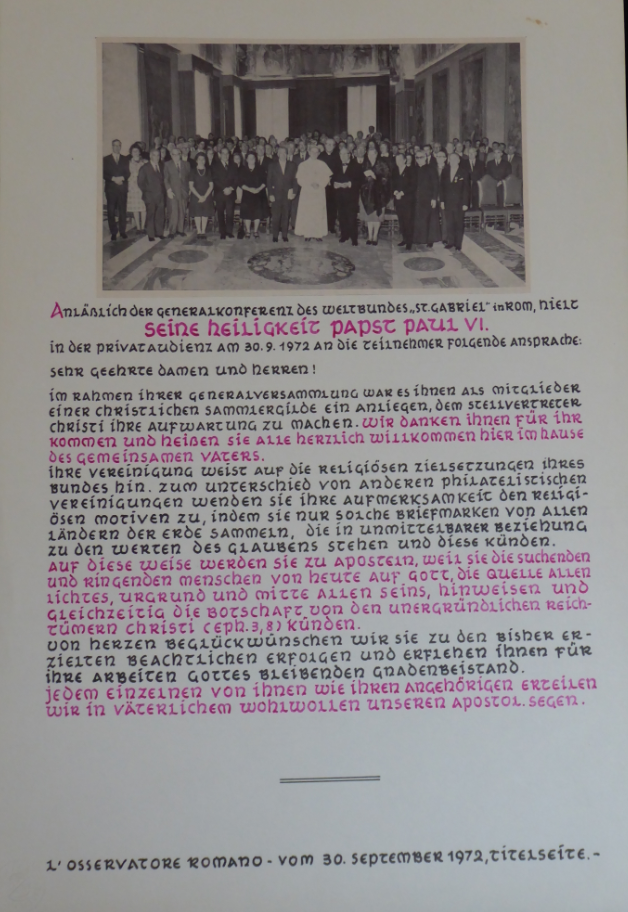 Anläßlich der Generalkonferenz des Weltbundes „St. Gabriel" in Rom, hielt
Seine Heiligkeit Papst Paul VI.
in der Privataudienz am 30.9.1972 an die Teilnehmer folgende Ansprache:
Sehr geehrte Damen und Herren!
Im Rahmen ihrer Generalversammlung war es ihnen als Mitglieder
einer christlichen Sammlergilde ein Anliegen, dem Stellvertreter
Christi ihre Aufwartung zu machen. Wir danken ihnen für ihr
Kommen und heißen sie alle herzlich willkommen hier im Hause
des gemeinsamen Vaters.
Ihre Vereinigung weist auf die religiösen Zielsetzungen ihres
Bundes hin. Zum Unterschied von anderen philatelistischen
Vereinigungen wenden sie ihre Aufmerksamkeit den religi-
ösen Motiven zu, indem sie nur solche Briefmarken von allen
Ländern der Erde sammeln, die in unmittelbarer Beziehung
zu den Werten des Glaubens stehen und diese künden.
Auf diese Weise werden sie zu Aposteln, weil sie die suchenden
und ringenden Menschen von heute auf Gott, die Quelle allen
Lichtes, Urgrund und Mitte allen Seins, hinweisen und
gleichzeitig die Botschaft von den unergründlichen Reich-
tümern Christi (Eph. 3,8) künden.
Von Herzen beglückwünschen wir sie zu den bisher er-
zielten beachtlichen Erfolgen und erflehen ihnen für
ihre Arbeiten Gottes bleibenden Gnadenbeistand.
Jedem einzelnen von ihnen wie ihren Angehörigen erteilen
wir in väterlichem Wohlwollen unseren Apostol. Segen.
L'Osservatore Romano - vom 30. September 1972, Titelseite.-